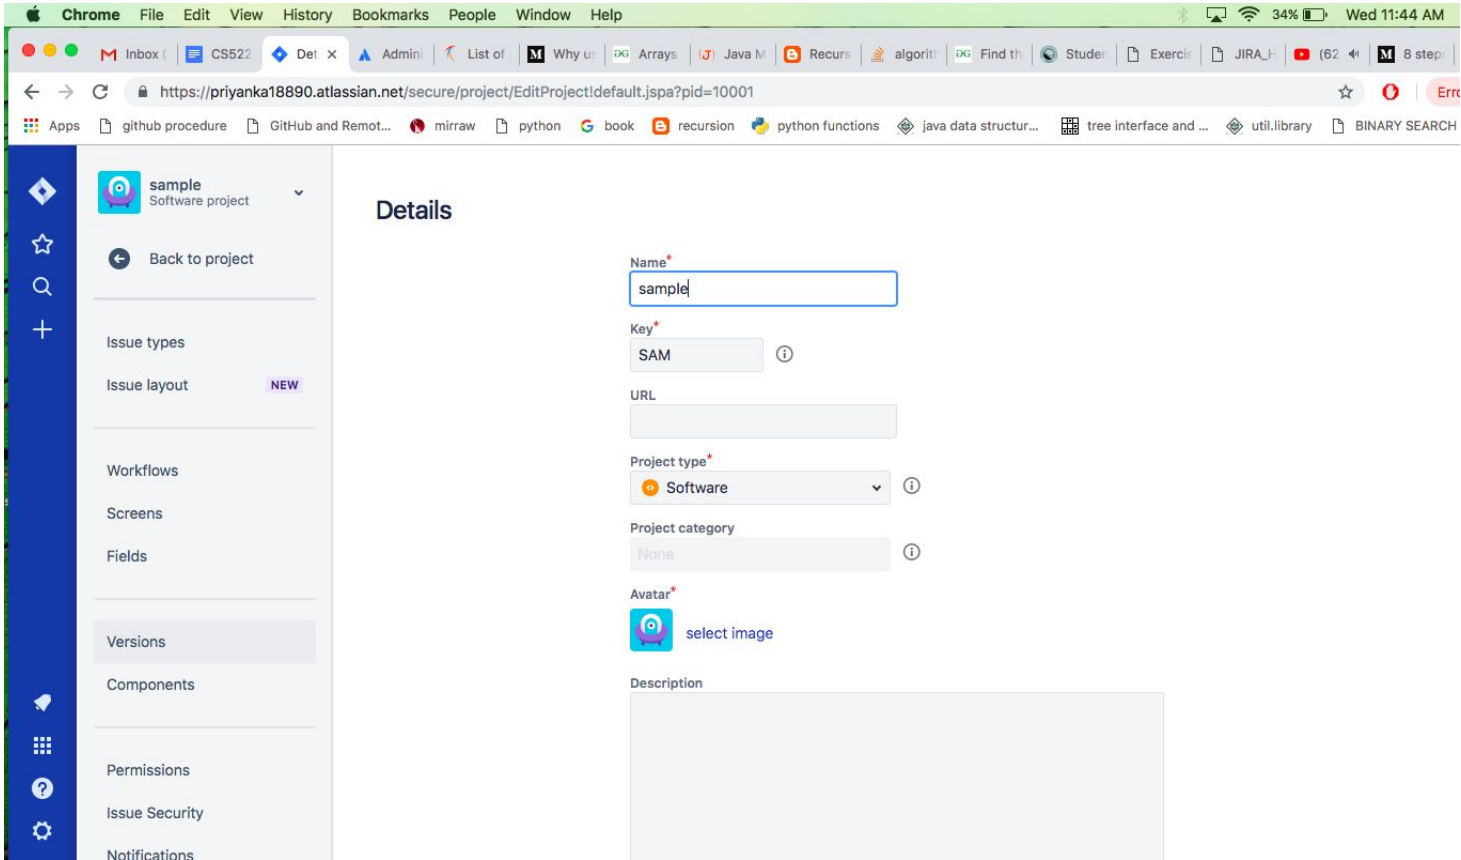 Chrome File Edit View History Bookmarks People Window Help 34% Wed 11:44 AM
Inbox ( CS522 Det × Admini List of Why us Arrays {J} Java M Recurs algorith Find th Studen Exercis JIRA_H (62 8 steps
https://priyanka18890.atlassian.net/secure/project/EditProject!default.jspa?pid=10001 Erro
Apps github procedure GitHub and Remot... mirraw python book recursion python functions java data structur... tree interface and ... util.library BINARY SEARCH
sample
Software project
Back to project
Issue types
Issue layout NEW
Workflows
Screens
Fields
Versions
Components
Permissions
Issue Security
Notifications
Details
Name*
sample
Key*
SAM
URL
Project type*
Software
Project category
None
Avatar*
select image
Description